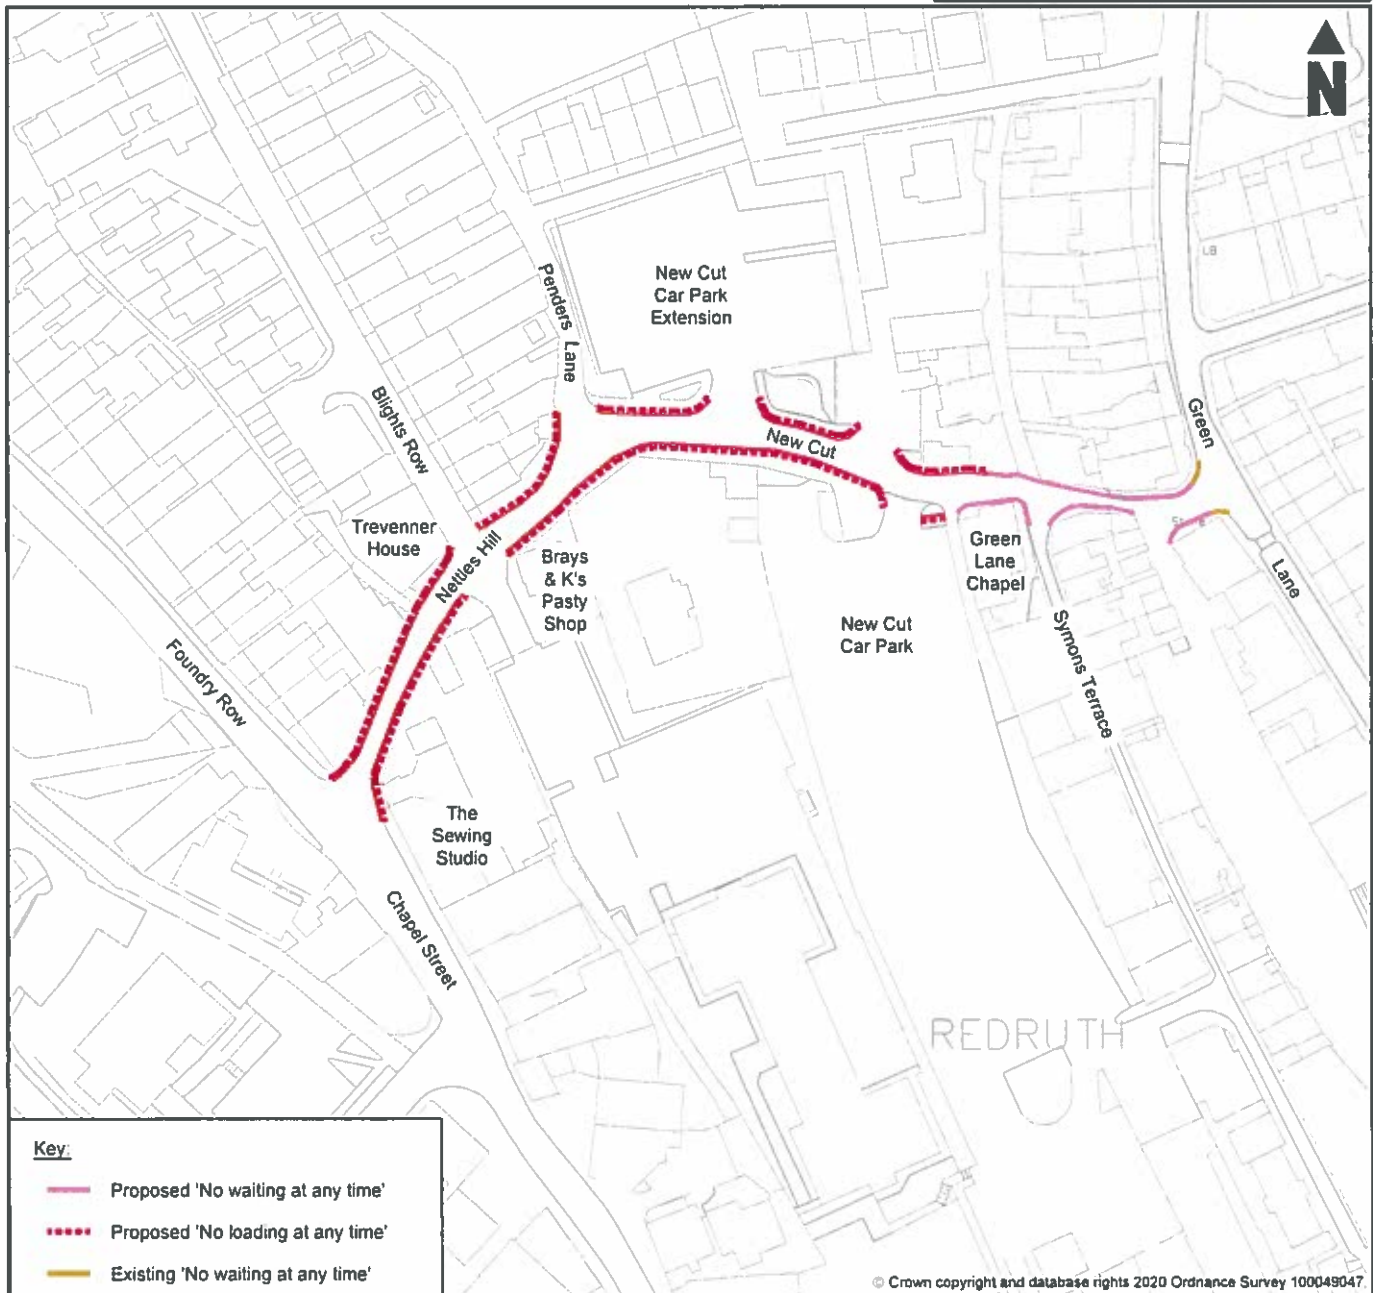 N
New Cut
Car Park
Extension
LB
Penders Lane
Blights Row
Green
New Cut
Trevenner
House
Nettles Hill
Brays
& K's
Pasty
Shop
Green
Lane
Chapel
Lane
Foundry Row
New Cut
Car Park
Symons Terrace
The
Sewing
Studio
Chapel Street
REDRUTH
Key:
Proposed 'No waiting at any time'
Proposed 'No loading at any time'
Existing 'No waiting at any time'
© Crown copyright and database rights 2020 Ordnance Survey 100049047.